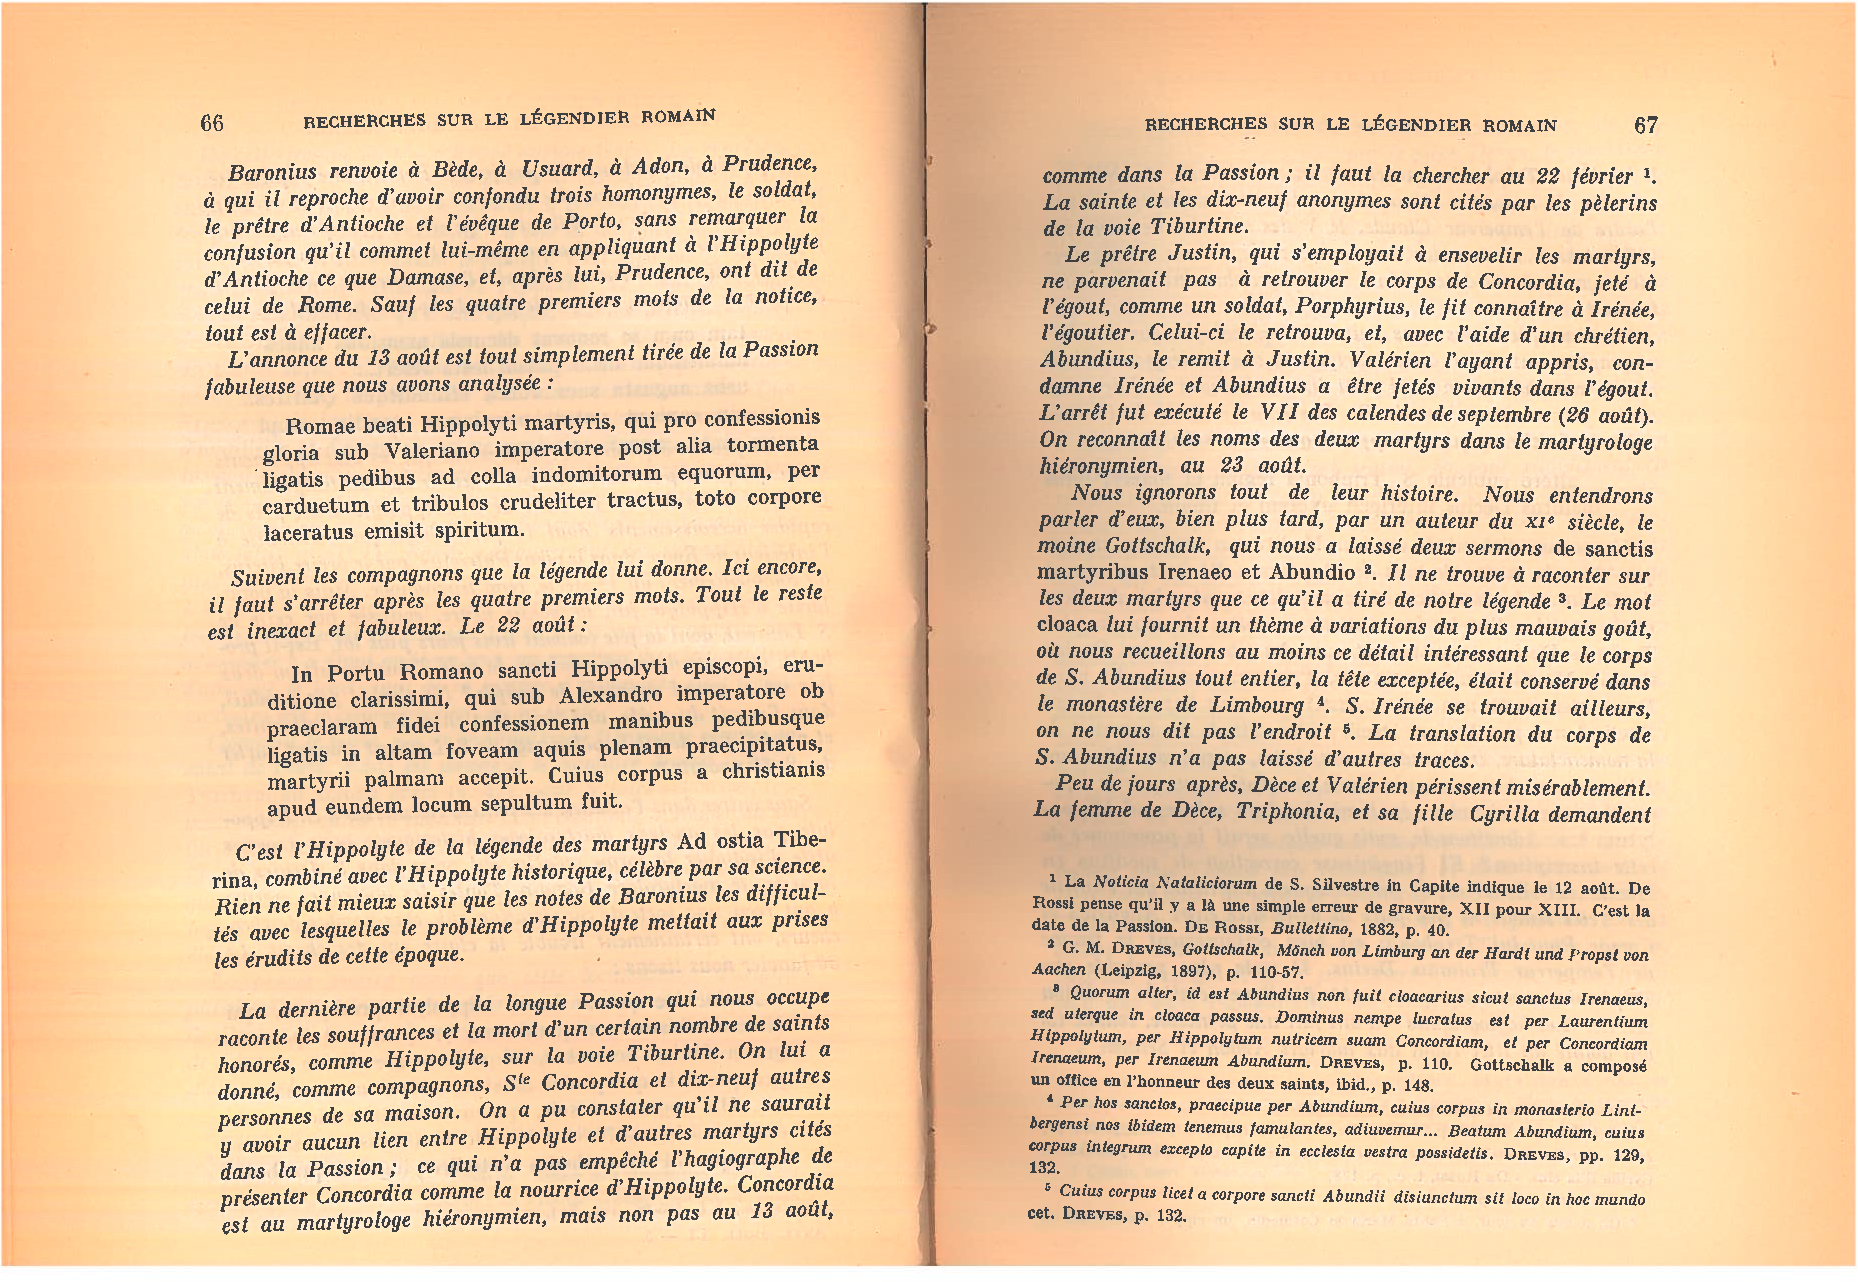 66 RECHERCHES SUR LE LÉGENDIER ROMAIN
Baronius renvoie à Bède, à Usuard, à Adon, à Prudence,
à qui il reproche d'avoir confondu trois homonymes, le soldat,
le prêtre d'Antioche et l'évêque de Porto, sans remarquer la
confusion qu'il commet lui-même en appliquant à l'Hippolyte
d'Antioche ce que Damase, et, après lui, Prudence, ont dit de
celui de Rome. Sauf les quatre premiers mots de la notice,
tout est à effacer.
L'annonce du 13 août est tout simplement tirée de la Passion
fabuleuse que nous avons analysée :
Romae beati Hippolyti martyris, qui pro confessionis
gloria sub Valeriano imperatore post alia tormenta
ligatis pedibus ad colla indomitorum equorum, per
carduetum et tribulos crudeliter tractus, toto corpore
laceratus emisit spiritum.
Suivent les compagnons que la légende lui donne. Ici encore,
il faut s'arrêter après les quatre premiers mots. Tout le reste
est inexact et fabuleux. Le 22 août :
In Portu Romano sancti Hippolyti episcopi, eru-
ditione clarissimi, qui sub Alexandro imperatore ob
praeclaram fidei confessionem manibus pedibusque
ligatis in altam foveam aquis plenam praecipitatus,
martyrii palmam accepit. Cuius corpus a christianis
apud eundem locum sepultum fuit.
C'est l'Hippolyte de la légende des martyrs Ad ostia Tibe-
rina, combiné avec l'Hippolyte historique, célèbre par sa science.
Rien ne fait mieux saisir que les notes de Baronius les difficul-
tés avec lesquelles le problème d'Hippolyte mettait aux prises
les érudits de cette époque.
La dernière partie de la longue Passion qui nous occupe
raconte les souffrances et la mort d'un certain nombre de saints
honorés, comme Hippolyte, sur la voie Tiburtine. On lui a
donné, comme compagnons, Ste Concordia et dix-neuf autres
personnes de sa maison. On a pu constater qu'il ne saurait
y avoir aucun lien entre Hippolyte et d'autres martyrs cités
dans la Passion ; ce qui n'a pas empêché l'hagiographe de
présenter Concordia comme la nourrice d'Hippolyte. Concordia
est au martyrologe hiéronymien, mais non pas au 13 août,
RECHERCHES SUR LE LÉGENDIER ROMAIN 67
comme dans la Passion ; il faut la chercher au 22 février ¹.
La sainte et les dix-neuf anonymes sont cités par les pèlerins
de la voie Tiburtine.
Le prêtre Justin, qui s'employait à ensevelir les martyrs,
ne parvenait pas à retrouver le corps de Concordia, jeté à
l'égout, comme un soldat, Porphyrius, le fit connaître à Irénée,
l'égoutier. Celui-ci le retrouva, et, avec l'aide d'un chrétien,
Abundius, le remit à Justin. Valérien l'ayant appris, con-
damne Irénée et Abundius a être jetés vivants dans l'égout.
L'arrêt fut exécuté le VII des calendes de septembre (26 août).
On reconnaît les noms des deux martyrs dans le martyrologe
hiéronymien, au 23 août.
Nous ignorons tout de leur histoire. Nous entendrons
parler d'eux, bien plus tard, par un auteur du XIe siècle, le
moine Gottschalk, qui nous a laissé deux sermons de sanctis
martyribus Irenaeo et Abundio ². Il ne trouve à raconter sur
les deux martyrs que ce qu'il a tiré de notre légende ³. Le mot
cloaca lui fournit un thème à variations du plus mauvais goût,
où nous recueillons au moins ce détail intéressant que le corps
de S. Abundius tout entier, la tête exceptée, était conservé dans
le monastère de Limbourg ⁴. S. Irénée se trouvait ailleurs,
on ne nous dit pas l'endroit ⁵. La translation du corps de
S. Abundius n'a pas laissé d'autres traces.
Peu de jours après, Dèce et Valérien périssent misérablement.
La femme de Dèce, Triphonia, et sa fille Cyrilla demandent
¹ La Noticia Nataliciorum de S. Silvestre in Capite indique le 12 août. De
Rossi pense qu'il y a là une simple erreur de gravure, XII pour XIII. C'est la
date de la Passion. DE ROSSI, Bullettino, 1882, p. 40.
² G. M. DREVES, Gottschalk, Mönch von Limburg an der Hardt und Propst von
Aachen (Leipzig, 1897), p. 110-57.
³ Quorum alter, id est Abundius non fuit cloacarius sicut sanctus Irenaeus,
sed uterque in cloaca passus. Dominus nempe lucratus est per Laurentium
Hippolytum, per Hippolytum nutricem suam Concordiam, et per Concordiam
Irenaeum, per Irenaeum Abundium. DREVES, p. 110. Gottschalk a composé
un office en l'honneur des deux saints, ibid., p. 148.
⁴ Per hos sanctos, praecipue per Abundium, cuius corpus in monasterio Lint-
bergensi nos ibidem tenemus famulantes, adiuvemur... Beatum Abundium, cuius
corpus integrum excepto capite in ecclesia vestra possidetis. DREVES, pp. 129,
132.
⁵ Cuius corpus licet a corpore sancti Abundii disiunctum sit loco in hoc mundo
cet. DREVES, p. 132.